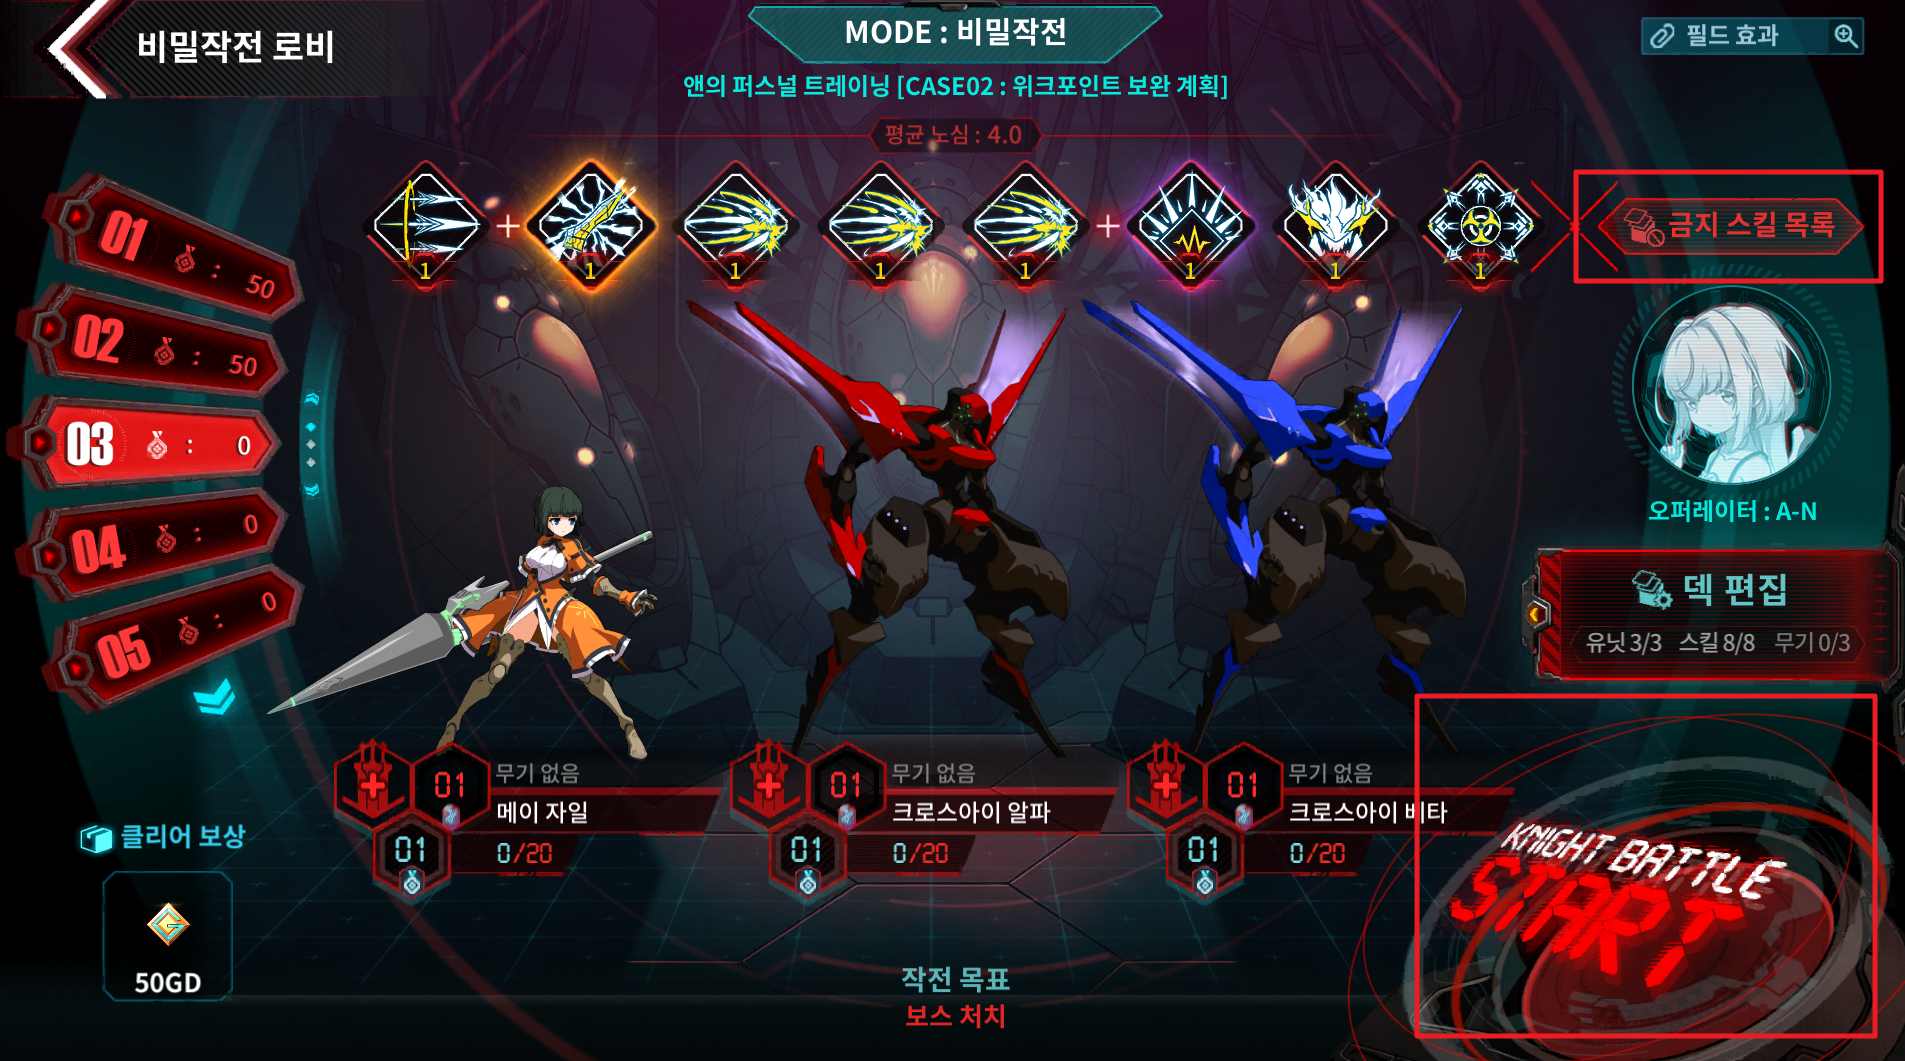 비밀작전 로비
MODE : 비밀작전
필드 효과
앤의 퍼스널 트레이닝 [CASE02 : 위크포인트 보완 계획]
평균 노심 : 4.0
1 + 1 1 1 1 + 1 1 1
금지 스킬 목록
01 : 50
02 : 50
03 : 0
04 : 0
05 : 0
오퍼레이터 : A-N
덱 편집
유닛 3/3 스킬 8/8 무기 0/3
01 무기 없음
메이 자일
01 0/20
01 무기 없음
크로스아이 알파
01 0/20
01 무기 없음
크로스아이 베타
01 0/20
클리어 보상
50GD
KNIGHT BATTLE
START
작전 목표
보스 처치